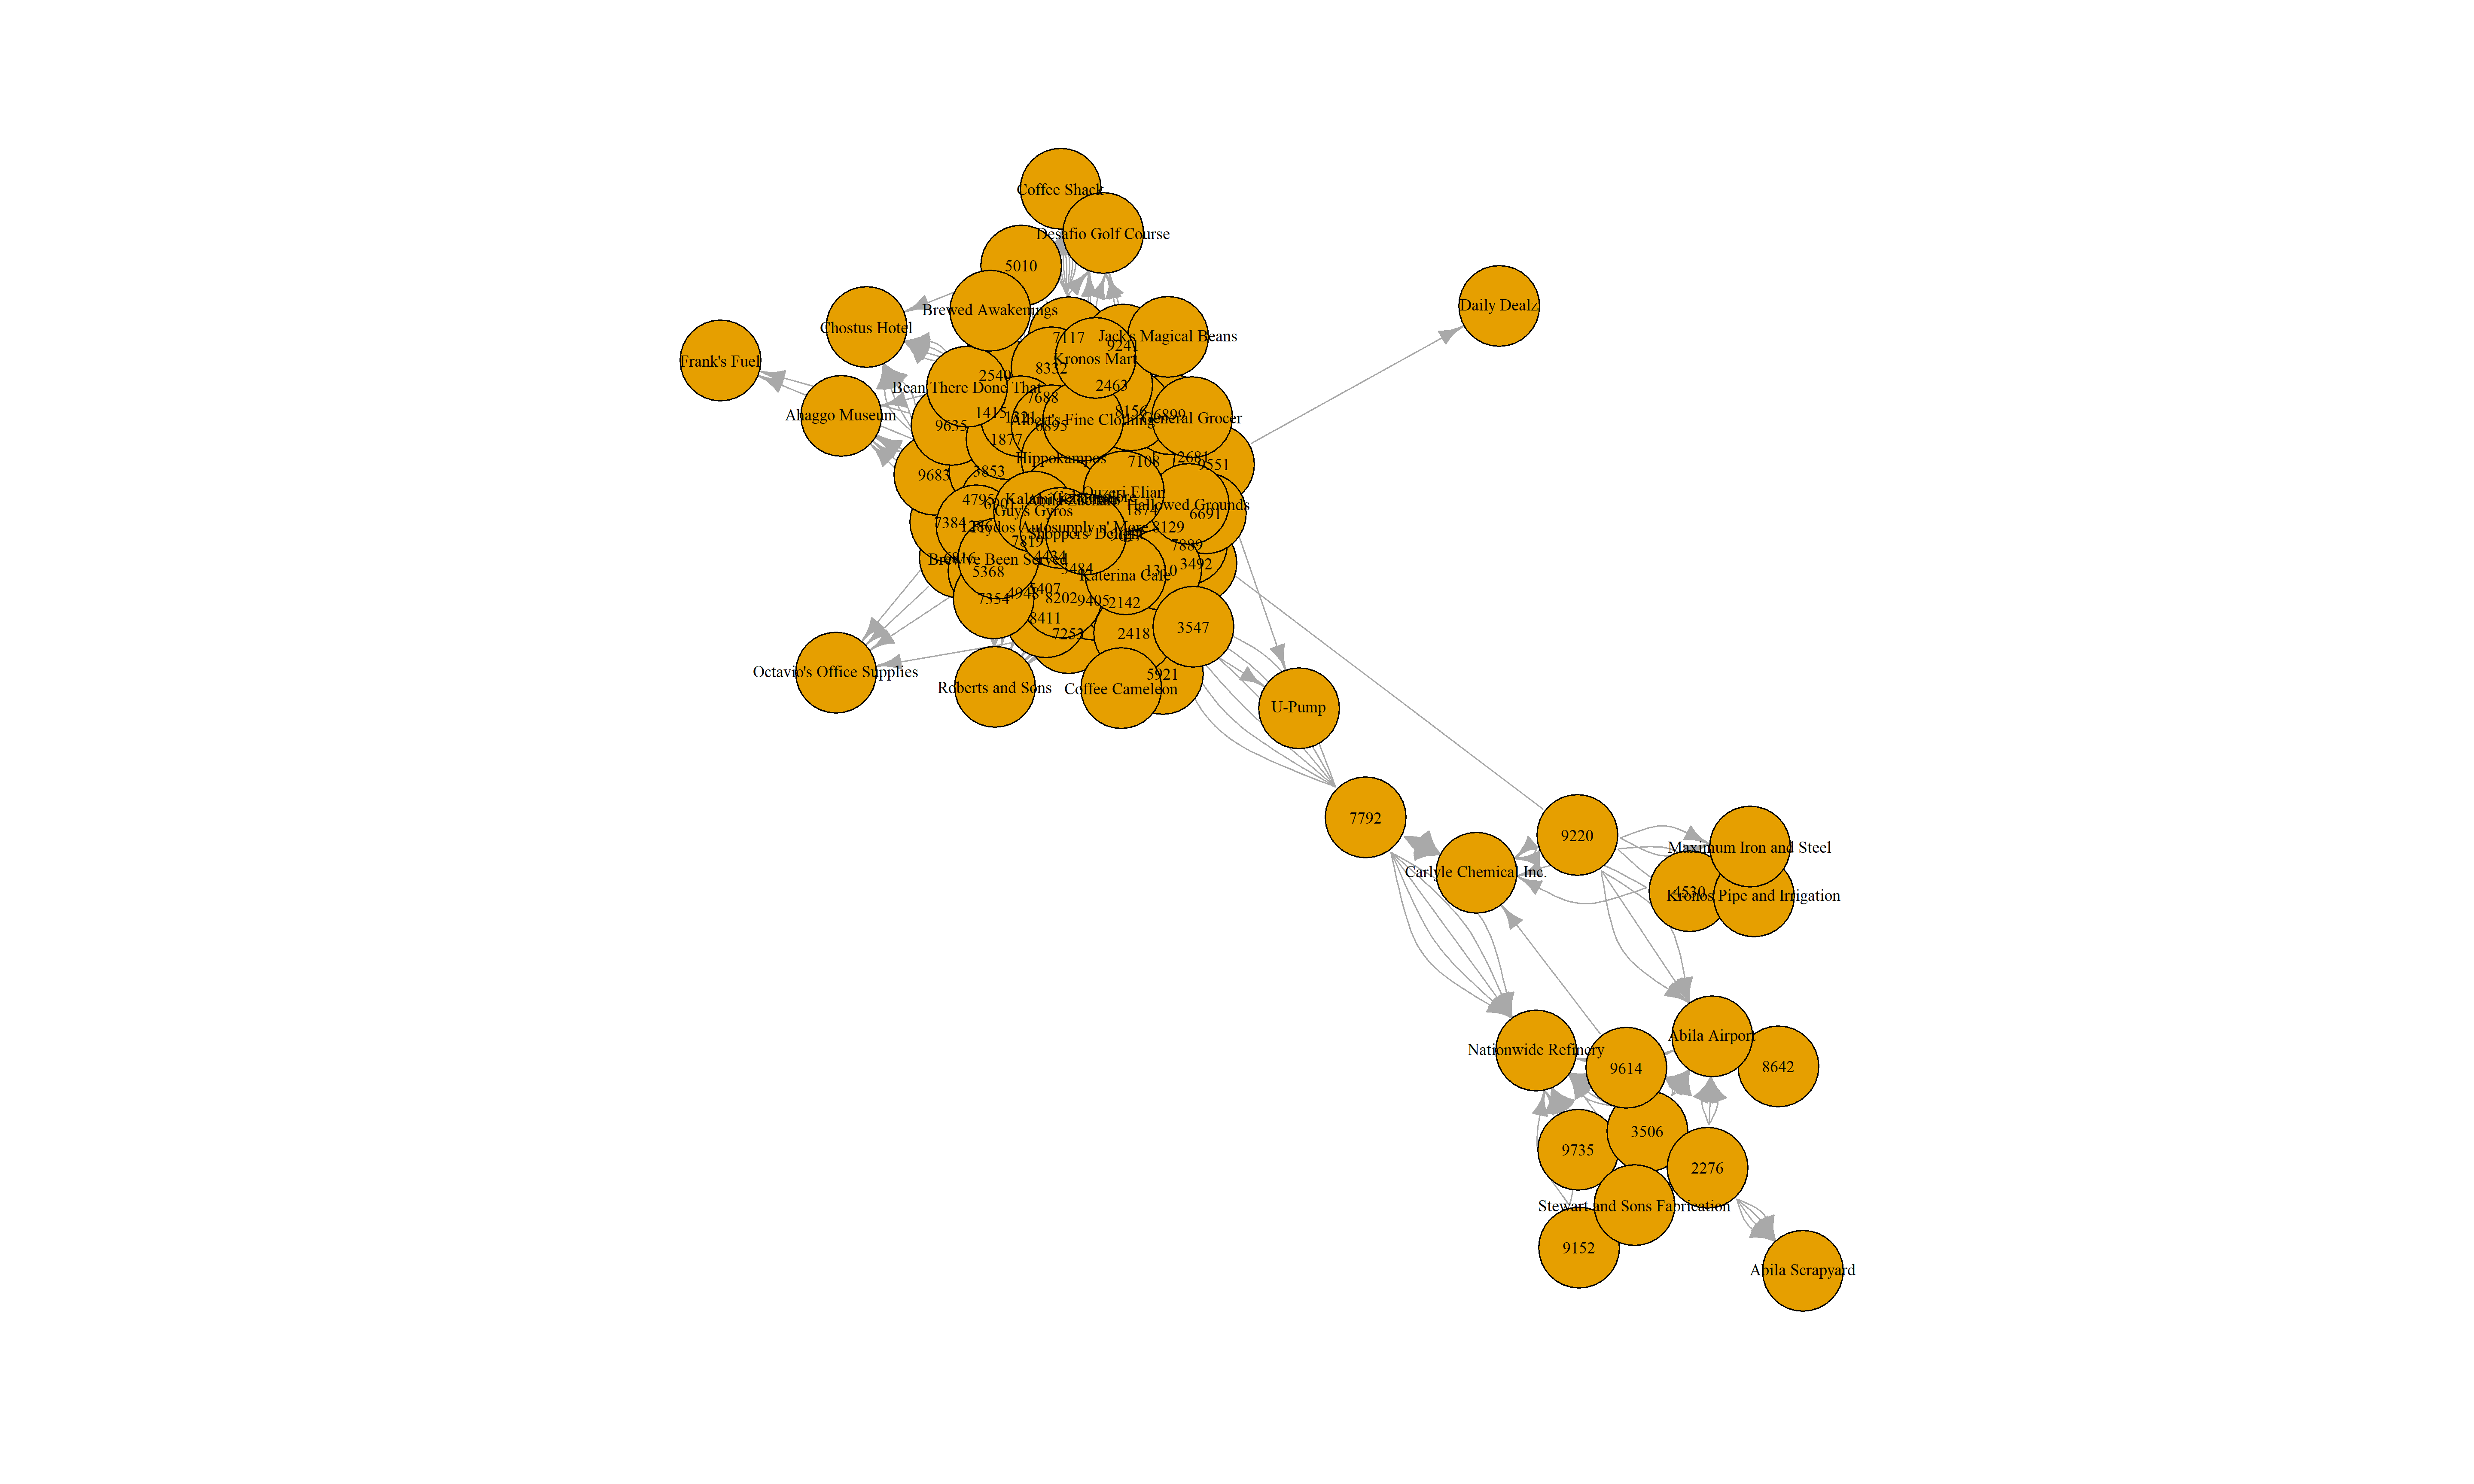 Coffee Shack
Desafio Golf Course
5010
Daily Dealz
Brewed Awakenings
Chostus Hotel
7117
Jack's Magical Beans
9241
Kronos Mart
Frank's Fuel
8332
2540
2463
Bean There Done That
7688
Ahaggo Museum
1415
1321
8156
6899
General Grocer
Albert's Fine Clothing
6895
9635
1877
Hippokampos
7108
2681
9551
9683
3853
Ouzeri Elian
4795
6901
Hallowed Grounds
Guy's Gyros
1874
6691
7384
1286
Frydos Autosupply n' More
8129
Shoppers' Delight
7819
7889
6816
Brew've Been Served
4434
5368
3484
Katerina Cafe
1310
3492
5407
4948
7354
8202
9405
2142
8411
7253
2418
3547
Octavio's Office Supplies
Roberts and Sons
Coffee Cameleon
5921
U-Pump
7792
9220
Maximum Iron and Steel
Carlyle Chemical Inc.
4530
Kronos Pipe and Irrigation
Abila Airport
Nationwide Refinery
9614
8642
3506
9735
2276
Stewart and Sons Fabrication
9152
Abila Scrapyard